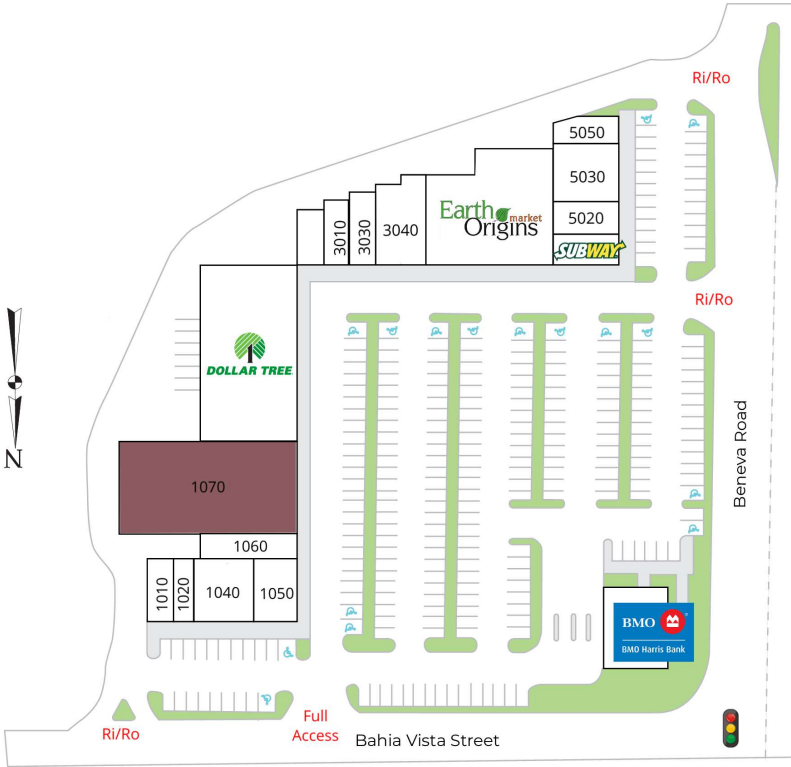 Ri/Ro
5050
5030
5020
SUBWAY
Earth
market
Origins
3040
3030
3010
Ri/Ro
DOLLAR TREE
N
Beneva Road
1070
1060
1010
1020
1040
1050
BMO
BMO Harris Bank
Ri/Ro
Full
Access
Bahia Vista Street